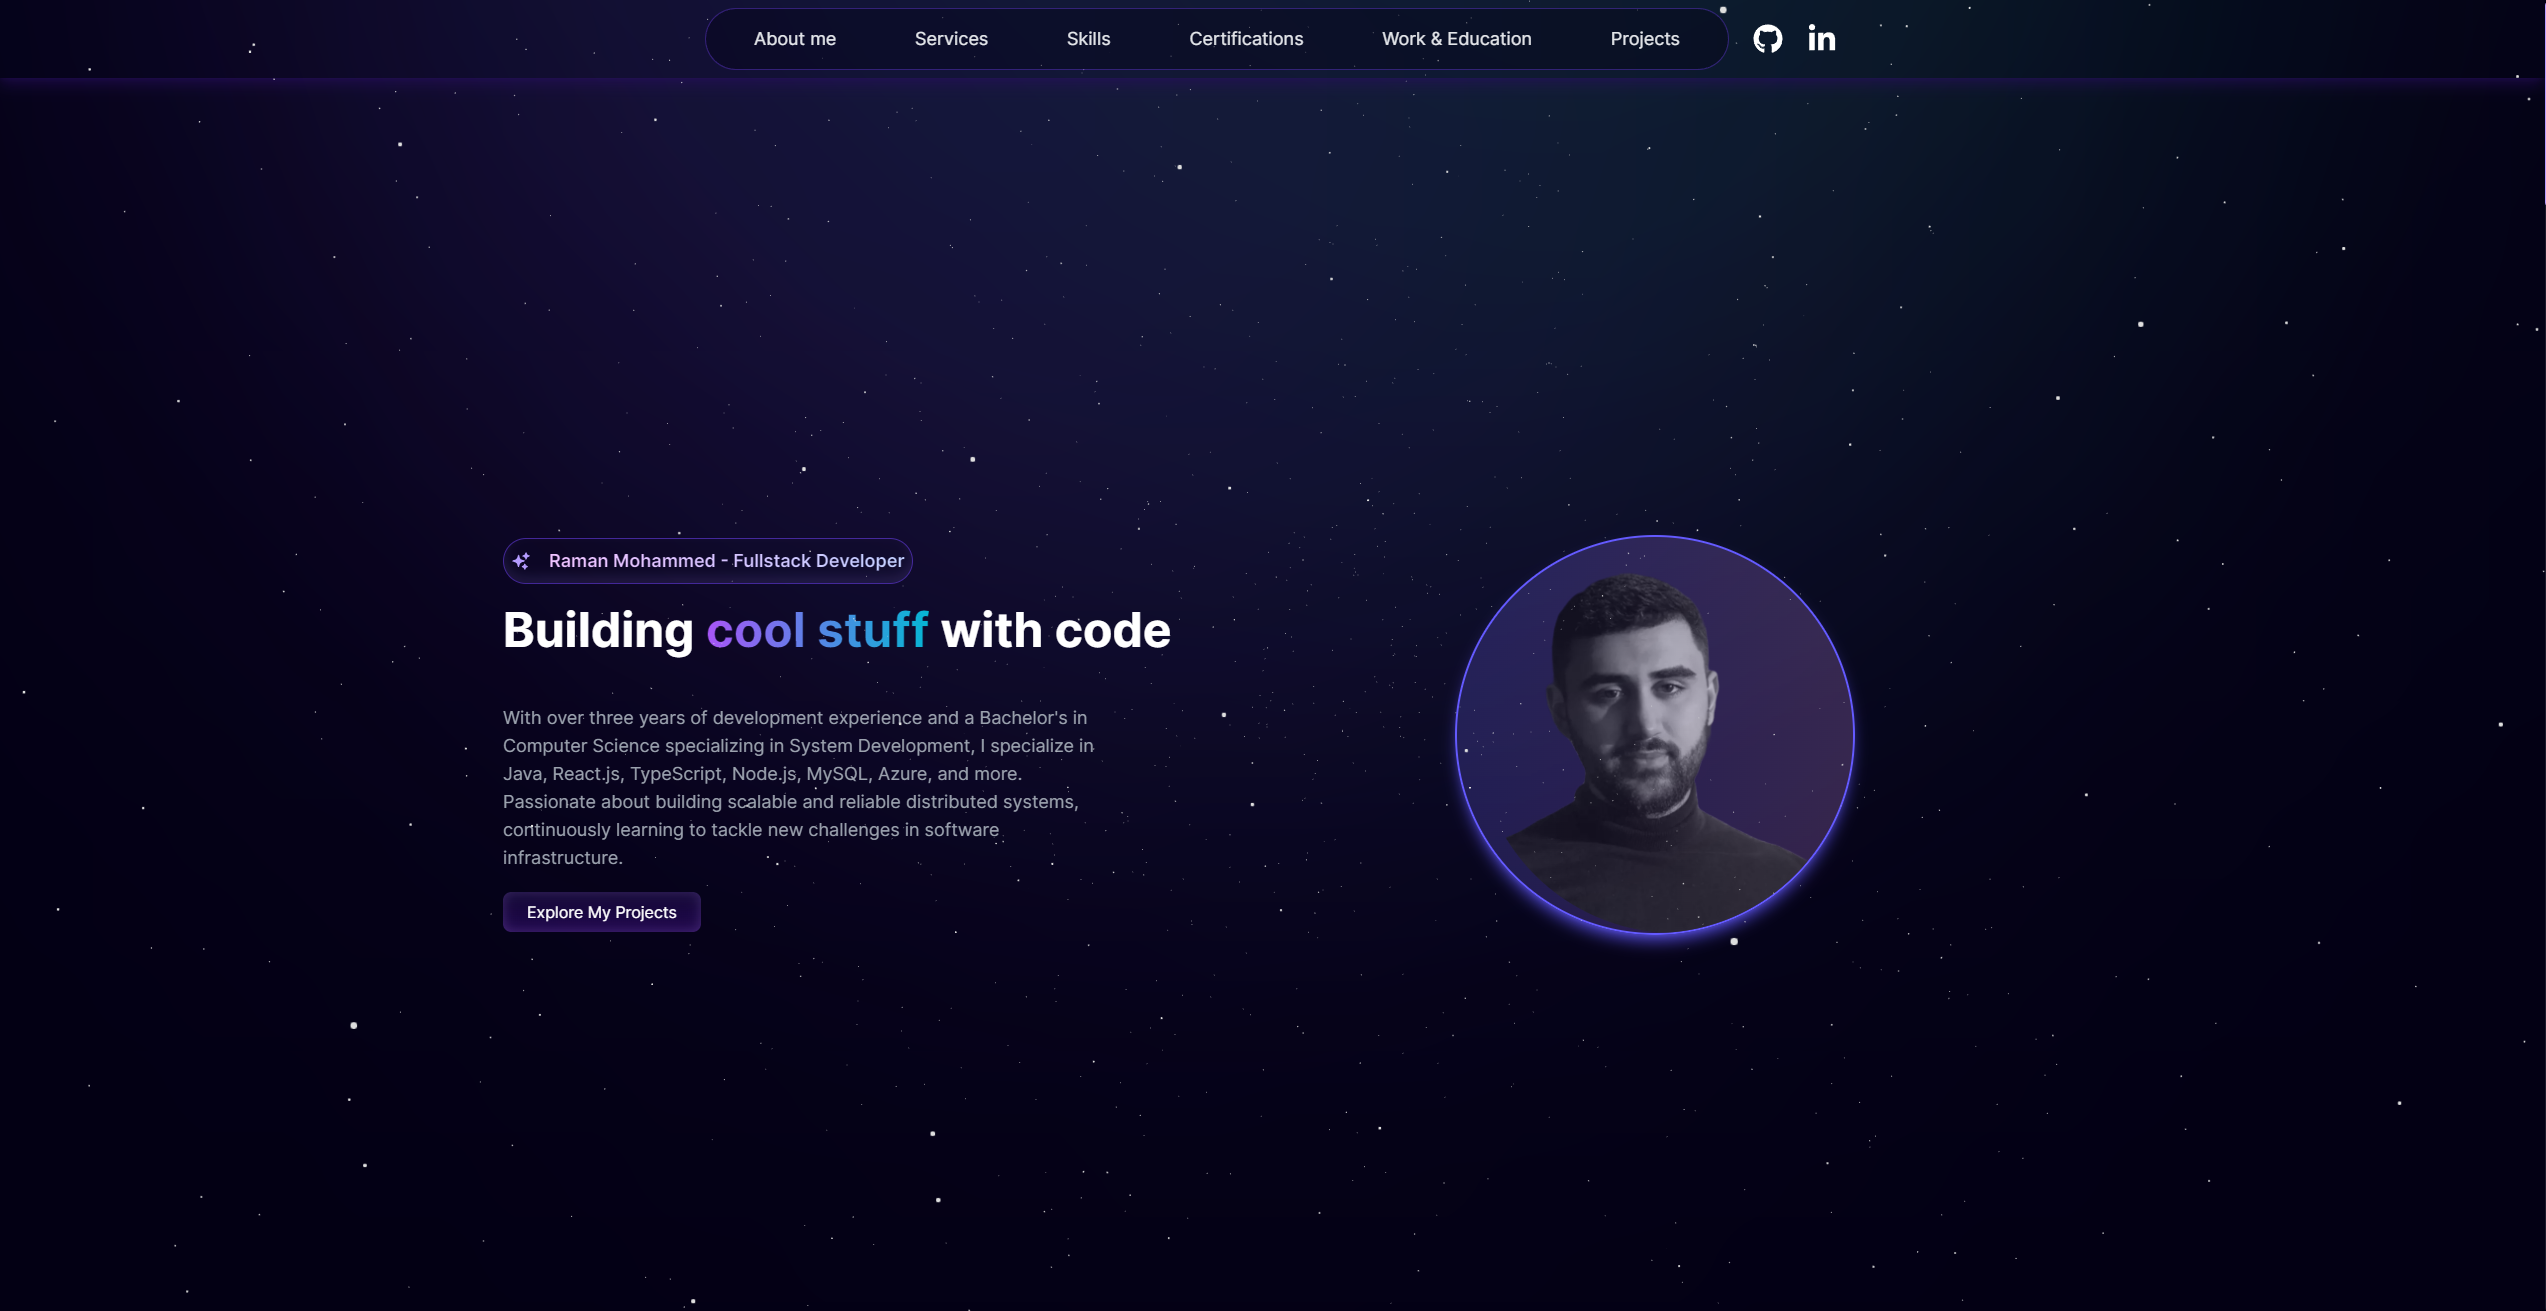 About me Services Skills Certifications Work & Education Projects
Raman Mohammed - Fullstack Developer
Building cool stuff with code
With over three years of development experience and a Bachelor's in
Computer Science specializing in System Development, I specialize in
Java, React.js, TypeScript, Node.js, MySQL, Azure, and more.
Passionate about building scalable and reliable distributed systems,
continuously learning to tackle new challenges in software
infrastructure.
Explore My Projects